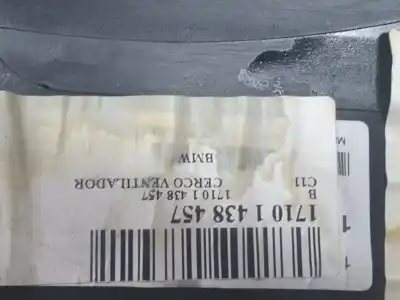 1710 1 438 457
B 1710 1 438 457
C11 CERCO VENTILADOR
BMW